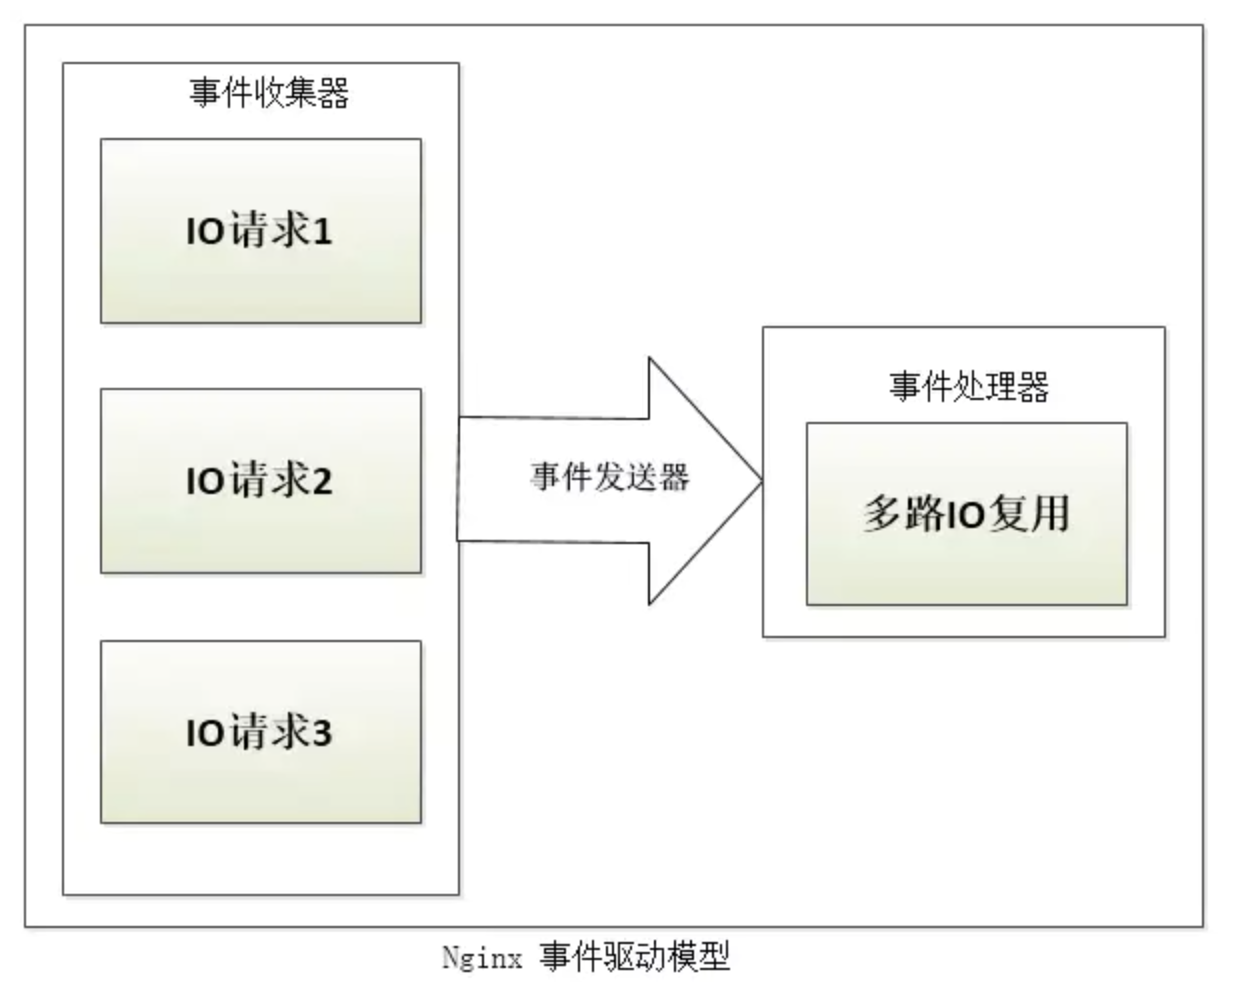 事件收集器
IO请求1
IO请求2
IO请求3
事件发送器
事件处理器
多路IO复用
Nginx 事件驱动模型